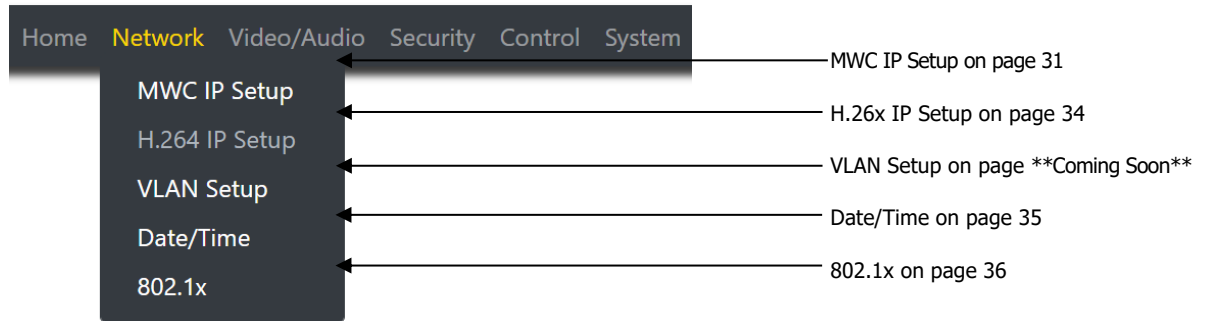 Home Network Video/Audio Security Control System
MWC IP Setup on page 31
MWC IP Setup
H.26x IP Setup on page 34
H.264 IP Setup
VLAN Setup on page **Coming Soon**
VLAN Setup
Date/Time on page 35
Date/Time
802.1x on page 36
802.1x